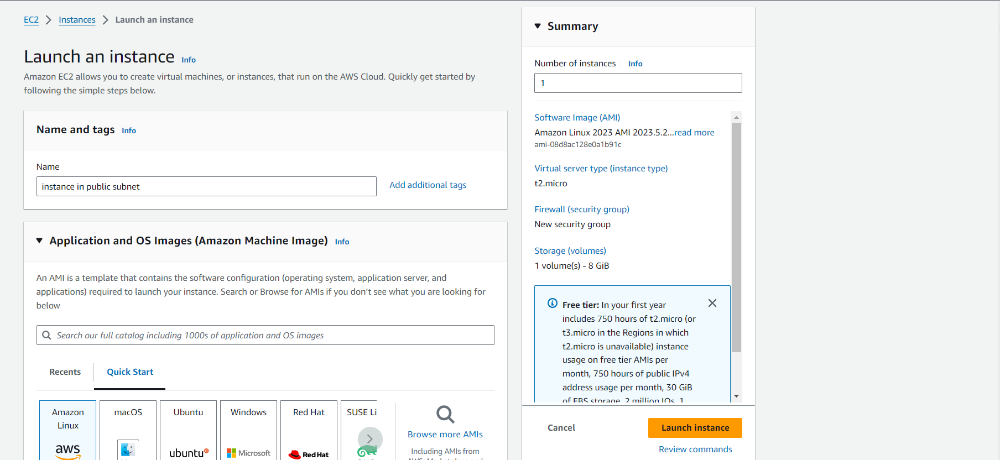 EC2 > Instances > Launch an instance
Launch an instance Info
Amazon EC2 allows you to create virtual machines, or instances, that run on the AWS Cloud. Quickly get started by
following the simple steps below.
Name and tags Info
Name
instance in public subnet
Add additional tags
Application and OS Images (Amazon Machine Image) Info
An AMI is a template that contains the software configuration (operating system, application server, and
applications) required to launch your instance. Search or Browse for AMIs if you don’t see what you are looking for
below
Search our full catalog including 1000s of application and OS images
Recents
Quick Start
Amazon
Linux
aws
macOS
Ubuntu
ubuntu
Windows
Microsoft
Red Hat
Red Hat
SUSE Li
Browse more AMIs
Including AMIs from
Summary
Number of instances Info
1
Software Image (AMI)
Amazon Linux 2023 AMI 2023.5.2...read more
ami-08d8ac128e0a1b91c
Virtual server type (instance type)
t2.micro
Firewall (security group)
New security group
Storage (volumes)
1 volume(s) - 8 GiB
Free tier: In your first year
includes 750 hours of t2.micro (or
t3.micro in the Regions in which
t2.micro is unavailable) instance
usage on free tier AMIs per
month, 750 hours of public IPv4
address usage per month, 30 GiB
of EBS storage, 2 million IOs, 1
Cancel
Launch instance
Review commands